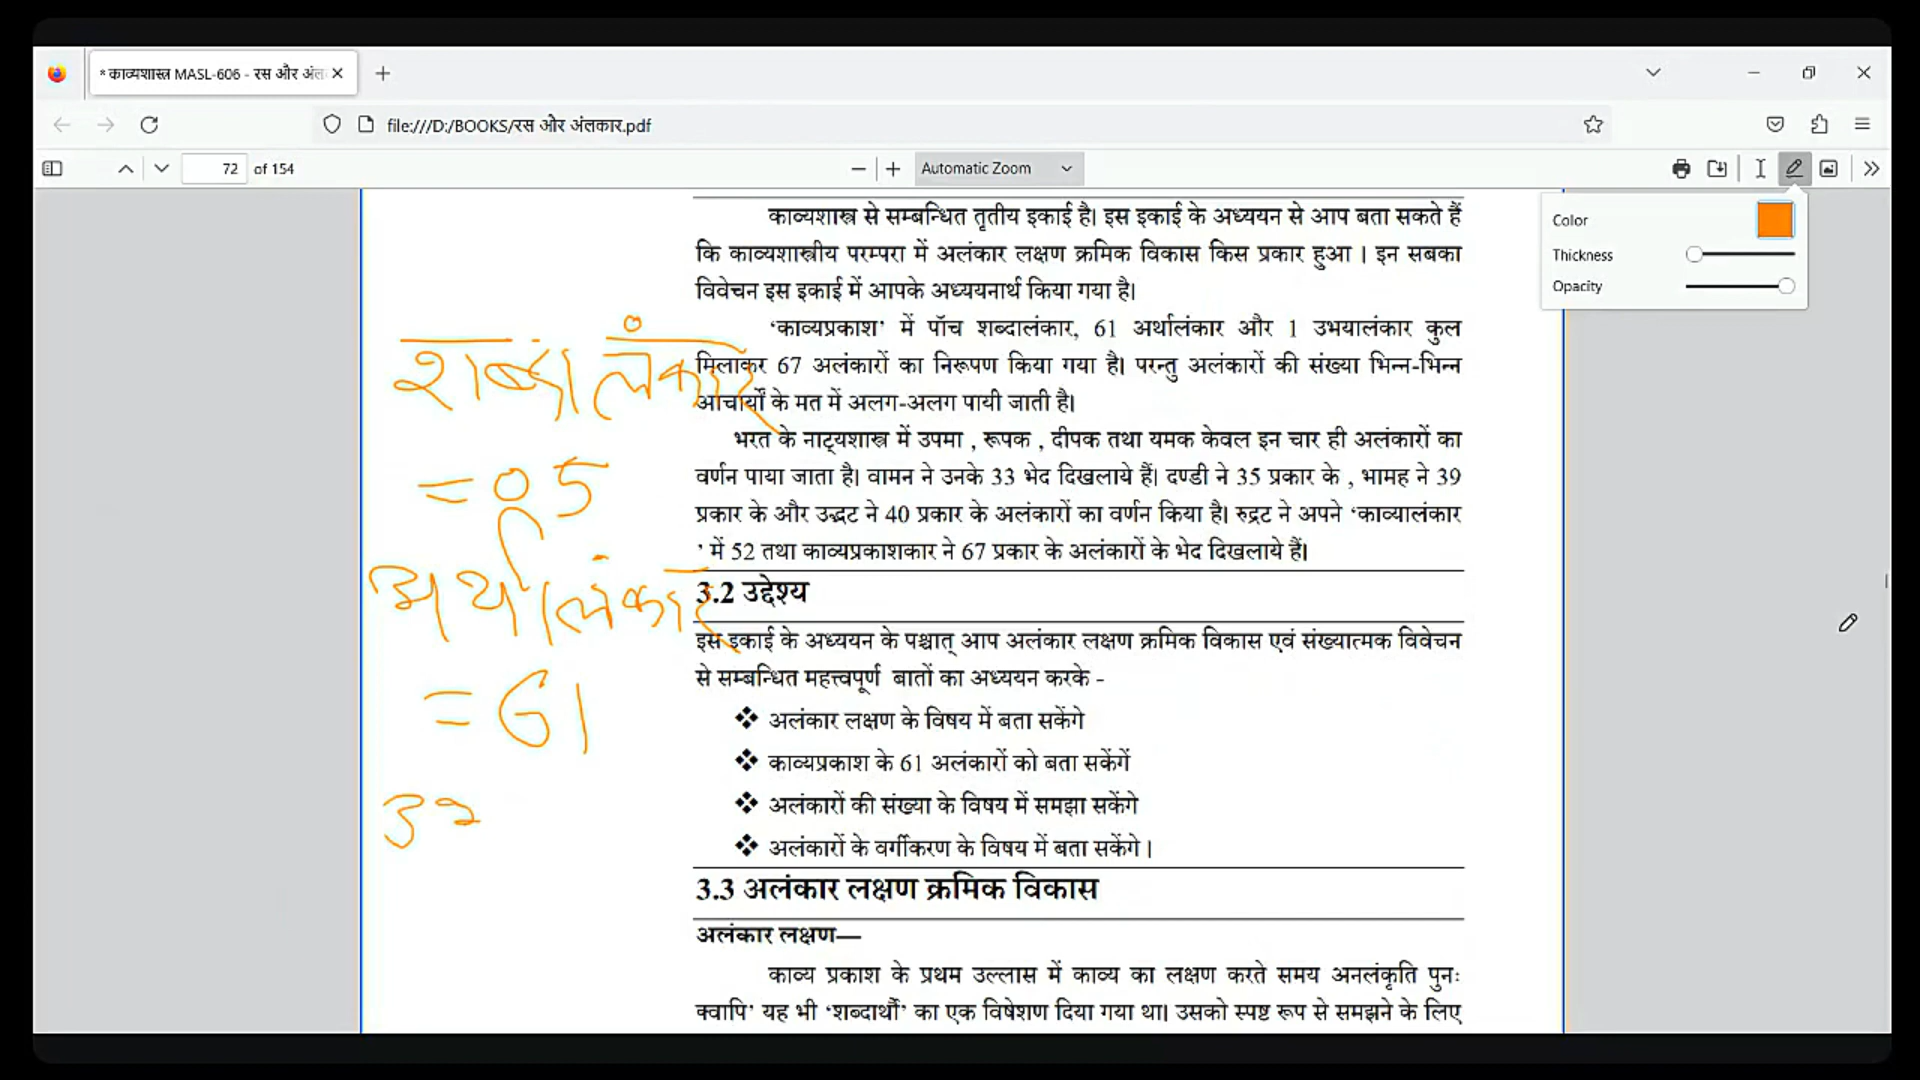 * काव्यशास्त्र MASL-606 - रस और अंल
file:///D:/BOOKS/रस और अंलकार.pdf
72 of 154
Automatic Zoom
Color
Thickness
Opacity
काव्यशास्त्र से सम्बन्धित तृतीय इकाई है। इस इकाई के अध्ययन से आप बता सकते हैं
कि काव्यशास्त्रीय परम्परा में अलंकार लक्षण क्रमिक विकास किस प्रकार हुआ । इन सबका
विवेचन इस इकाई में आपके अध्ययनार्थ किया गया है।
‘काव्यप्रकाश’ में पॉच शब्दालंकार, 61 अर्थालंकार और 1 उभयालंकार कुल
मिलाकर 67 अलंकारों का निरूपण किया गया है। परन्तु अलंकारों की संख्या भिन्न-भिन्न
आचार्यों के मत में अलग-अलग पायी जाती है।
भरत के नाट्यशास्त्र में उपमा , रूपक , दीपक तथा यमक केवल इन चार ही अलंकारों का
वर्णन पाया जाता है। वामन ने उनके 33 भेद दिखलाये हैं। दण्डी ने 35 प्रकार के , भामह ने 39
प्रकार के और उद्भट ने 40 प्रकार के अलंकारों का वर्णन किया है। रुद्रट ने अपने ‘काव्यालंकार
’ में 52 तथा काव्यप्रकाशकार ने 67 प्रकार के अलंकारों के भेद दिखलाये हैं।
3.2 उद्देश्य
इस इकाई के अध्ययन के पश्चात् आप अलंकार लक्षण क्रमिक विकास एवं संख्यात्मक विवेचन
से सम्बन्धित महत्त्वपूर्ण बातों का अध्ययन करके -
❖ अलंकार लक्षण के विषय में बता सकेंगे
❖ काव्यप्रकाश के 61 अलंकारों को बता सकेंगें
❖ अलंकारों की संख्या के विषय में समझा सकेंगे
❖ अलंकारों के वर्गीकरण के विषय में बता सकेंगे ।
3.3 अलंकार लक्षण क्रमिक विकास
अलंकार लक्षण—
काव्य प्रकाश के प्रथम उल्लास में काव्य का लक्षण करते समय अनलंकृति पुनः
क्वापि’ यह भी ‘शब्दार्थौ’ का एक विषेशण दिया गया था। उसको स्पष्ट रूप से समझने के लिए
शब्दालंकार
= 05
अर्थालंकार
= 61